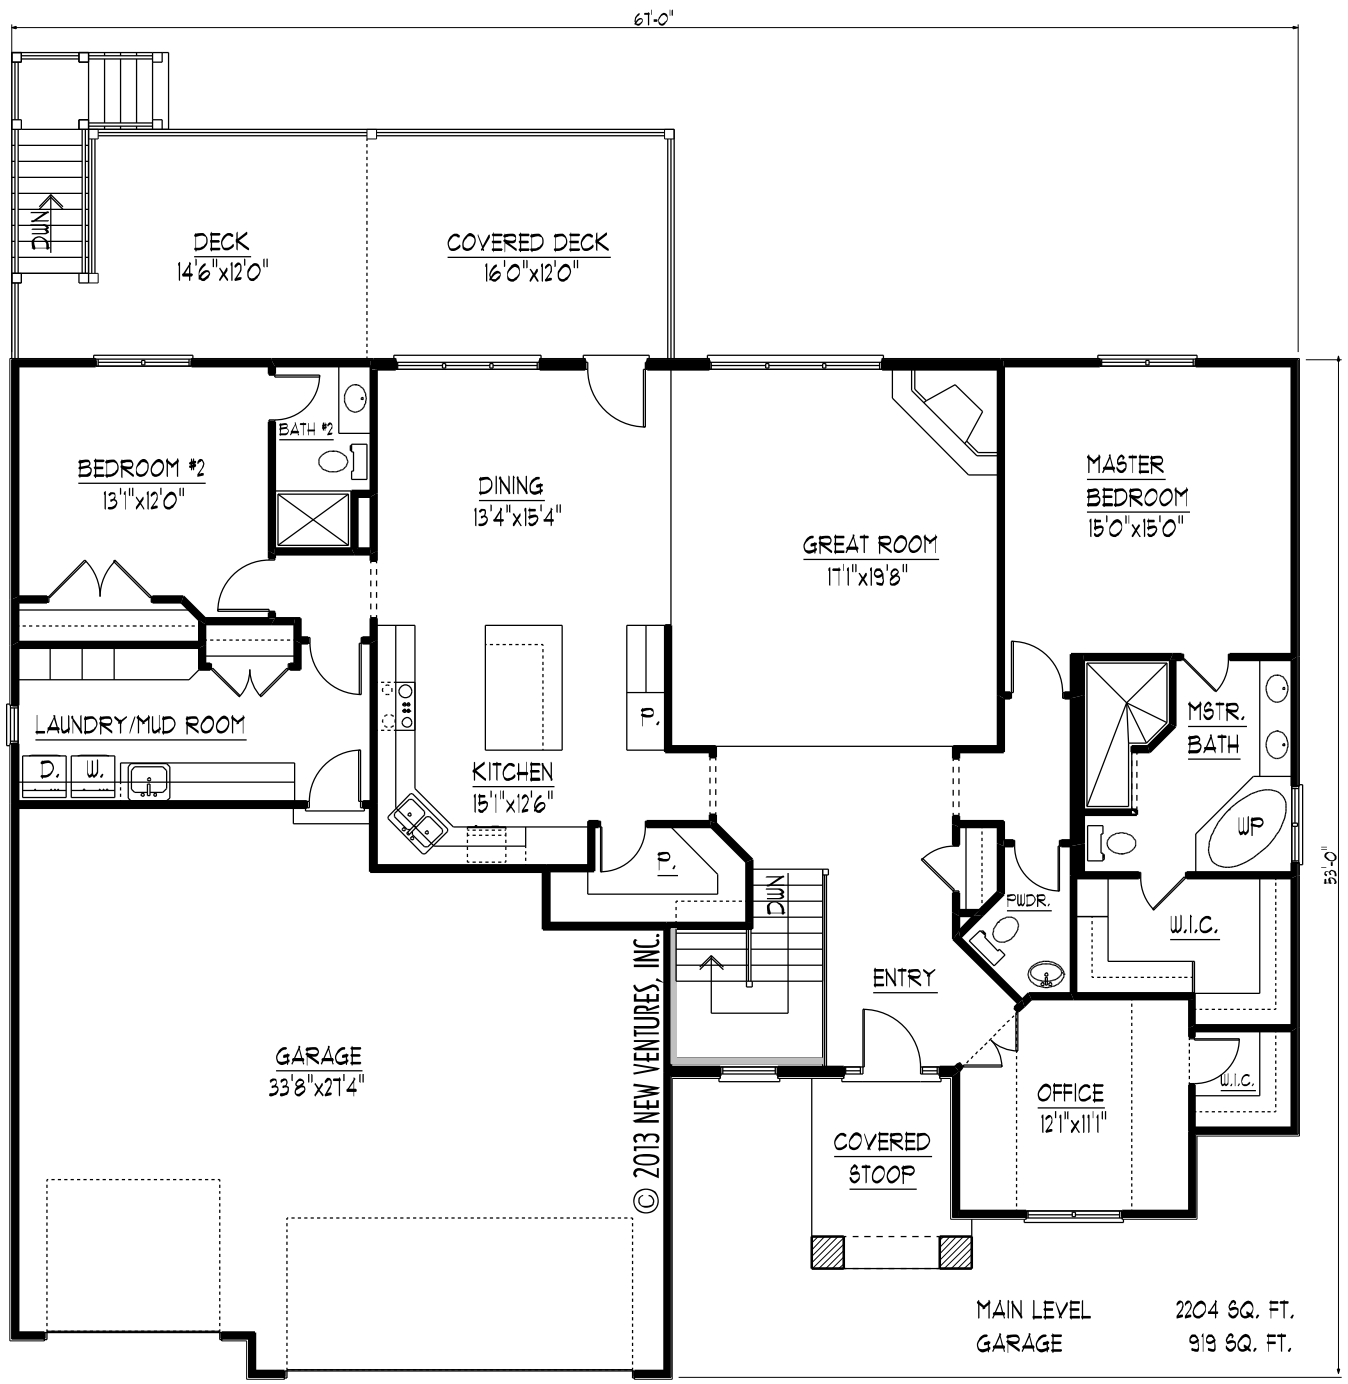 67'-0"
DWN
DECK
14'6"x12'0"
COVERED DECK
16'0"x12'0"
BATH #2
BEDROOM #2
13'1"x12'0"
DINING
13'4"x15'4"
GREAT ROOM
17'1"x19'8"
MASTER
BEDROOM
15'0"x15'0"
LAUNDRY/MUD ROOM
D.
W.
P.
KITCHEN
15'1"x12'6"
MSTR.
BATH
WP
P.
DWN
PWDR.
W.I.C.
53'-0"
ENTRY
© 2013 NEW VENTURES, INC.
GARAGE
33'8"x27'4"
OFFICE
12'1"x11'1"
W.I.C.
COVERED
STOOP
MAIN LEVEL 2204 SQ. FT.
GARAGE 919 SQ. FT.